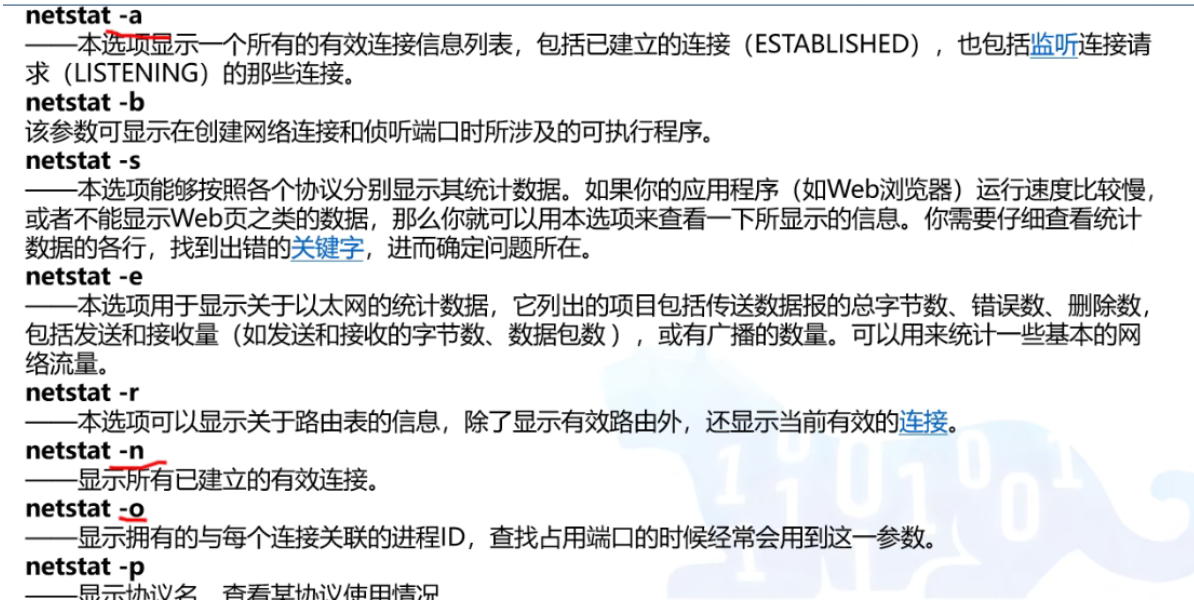 netstat -a
——本选项显示一个所有的有效连接信息列表，包括已建立的连接（ESTABLISHED），也包括监听连接请
求（LISTENING）的那些连接。
netstat -b
该参数可显示在创建网络连接和侦听端口时所涉及的可执行程序。
netstat -s
——本选项能够按照各个协议分别显示其统计数据。如果你的应用程序（如Web浏览器）运行速度比较慢，
或者不能显示Web页之类的数据，那么你就可以用本选项来查看一下所显示的信息。你需要仔细查看统计
数据的各行，找到出错的关键字，进而确定问题所在。
netstat -e
——本选项用于显示关于以太网的统计数据，它列出的项目包括传送数据报的总字节数、错误数、删除数，
包括发送和接收量（如发送和接收的字节数、数据包数），或有广播的数量。可以用来统计一些基本的网
络流量。
netstat -r
——本选项可以显示关于路由表的信息，除了显示有效路由外，还显示当前有效的连接。
netstat -n
——显示所有已建立的有效连接。
netstat -o
——显示拥有的与每个连接关联的进程ID，查找占用端口的时候经常会用到这一参数。
netstat -p
——显示协议名，查看某协议使用情况